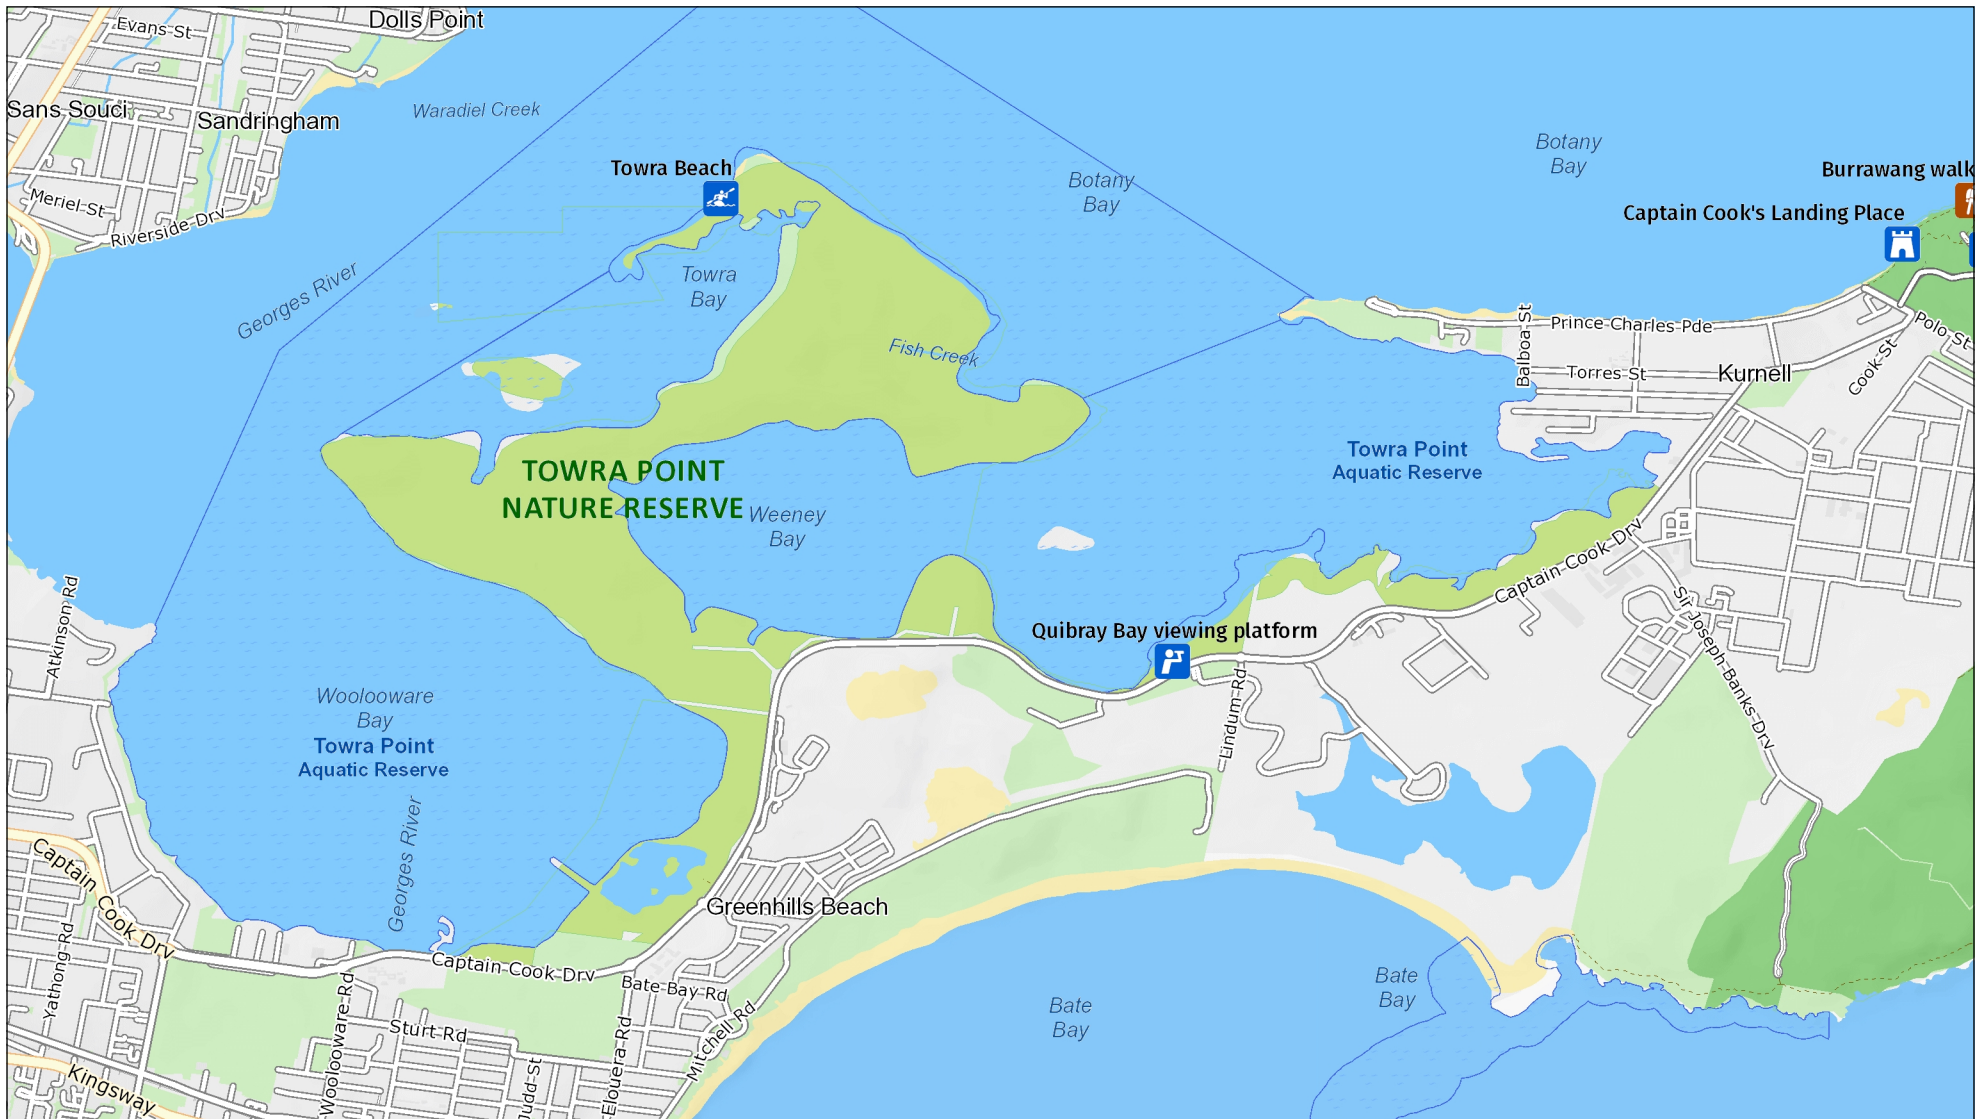 Dolls Point
Evans St
Sans Souci
Sandringham
Waradiel Creek
Botany
Bay
Towra Beach
Burrawang walk
Botany
Bay
Meriel St
Riverside Drv
Captain Cook's Landing Place
Towra
Bay
Georges River
Balboa St
Prince Charles Pde
Polo St
Fish Creek
Torres St
Kurnell
Cook St
TOWRA POINT
NATURE RESERVE
Towra Point
Aquatic Reserve
Weeney
Bay
Captain Cook Drv
Atkinson Rd
Quibray Bay viewing platform
Sir Joseph Banks Drv
Lindum Rd
Woolooware
Bay
Towra Point
Aquatic Reserve
Georges River
Captain Cook Drv
Greenhills Beach
Yathong Rd
Captain Cook Drv
Bate Bay Rd
Bate
Bay
Bate
Bay
Woolooware Rd
Sturt Rd
Elouera Rd
Mitchell Rd
Kingsway